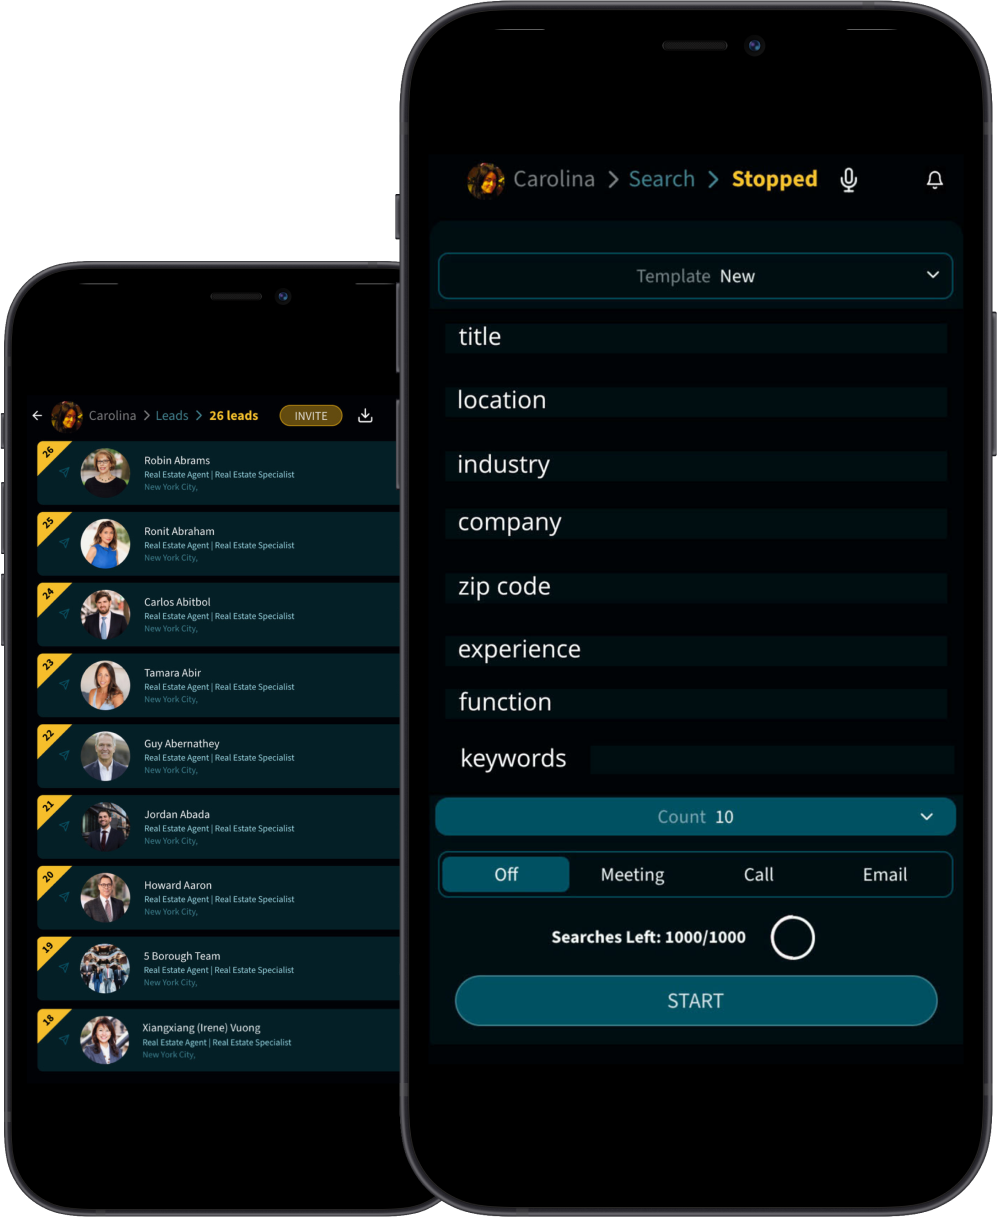 Carolina > Leads > 26 leads INVITE
26
Robin Abrams
Real Estate Agent | Real Estate Specialist
New York City,
25
Ronit Abraham
Real Estate Agent | Real Estate Specialist
New York City,
24
Carlos Abitbol
Real Estate Agent | Real Estate Specialist
New York City,
23
Tamara Abir
Real Estate Agent | Real Estate Specialist
New York City,
22
Guy Abernathey
Real Estate Agent | Real Estate Specialist
New York City,
21
Jordan Abada
Real Estate Agent | Real Estate Specialist
New York City,
20
Howard Aaron
Real Estate Agent | Real Estate Specialist
New York City,
19
5 Borough Team
Real Estate Agent | Real Estate Specialist
New York City,
18
Xiangxiang (Irene) Vuong
Real Estate Agent | Real Estate Specialist
New York City,
Carolina > Search > Stopped
Template New
title
location
industry
company
zip code
experience
function
keywords
Count 10
Off Meeting Call Email
Searches Left: 1000/1000
START